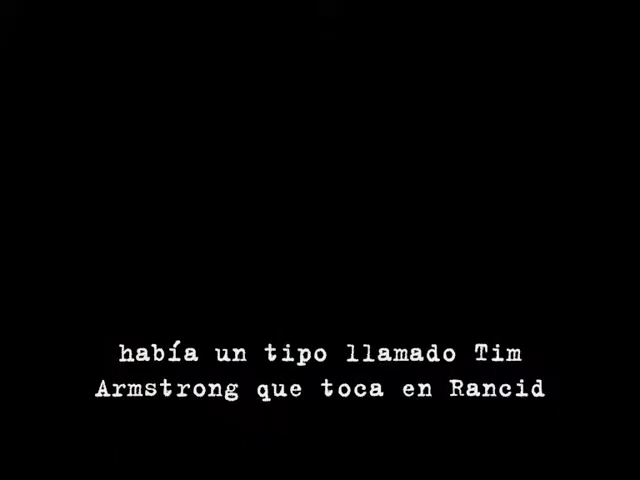 había un tipo llamado Tim
Armstrong que toca en Rancid